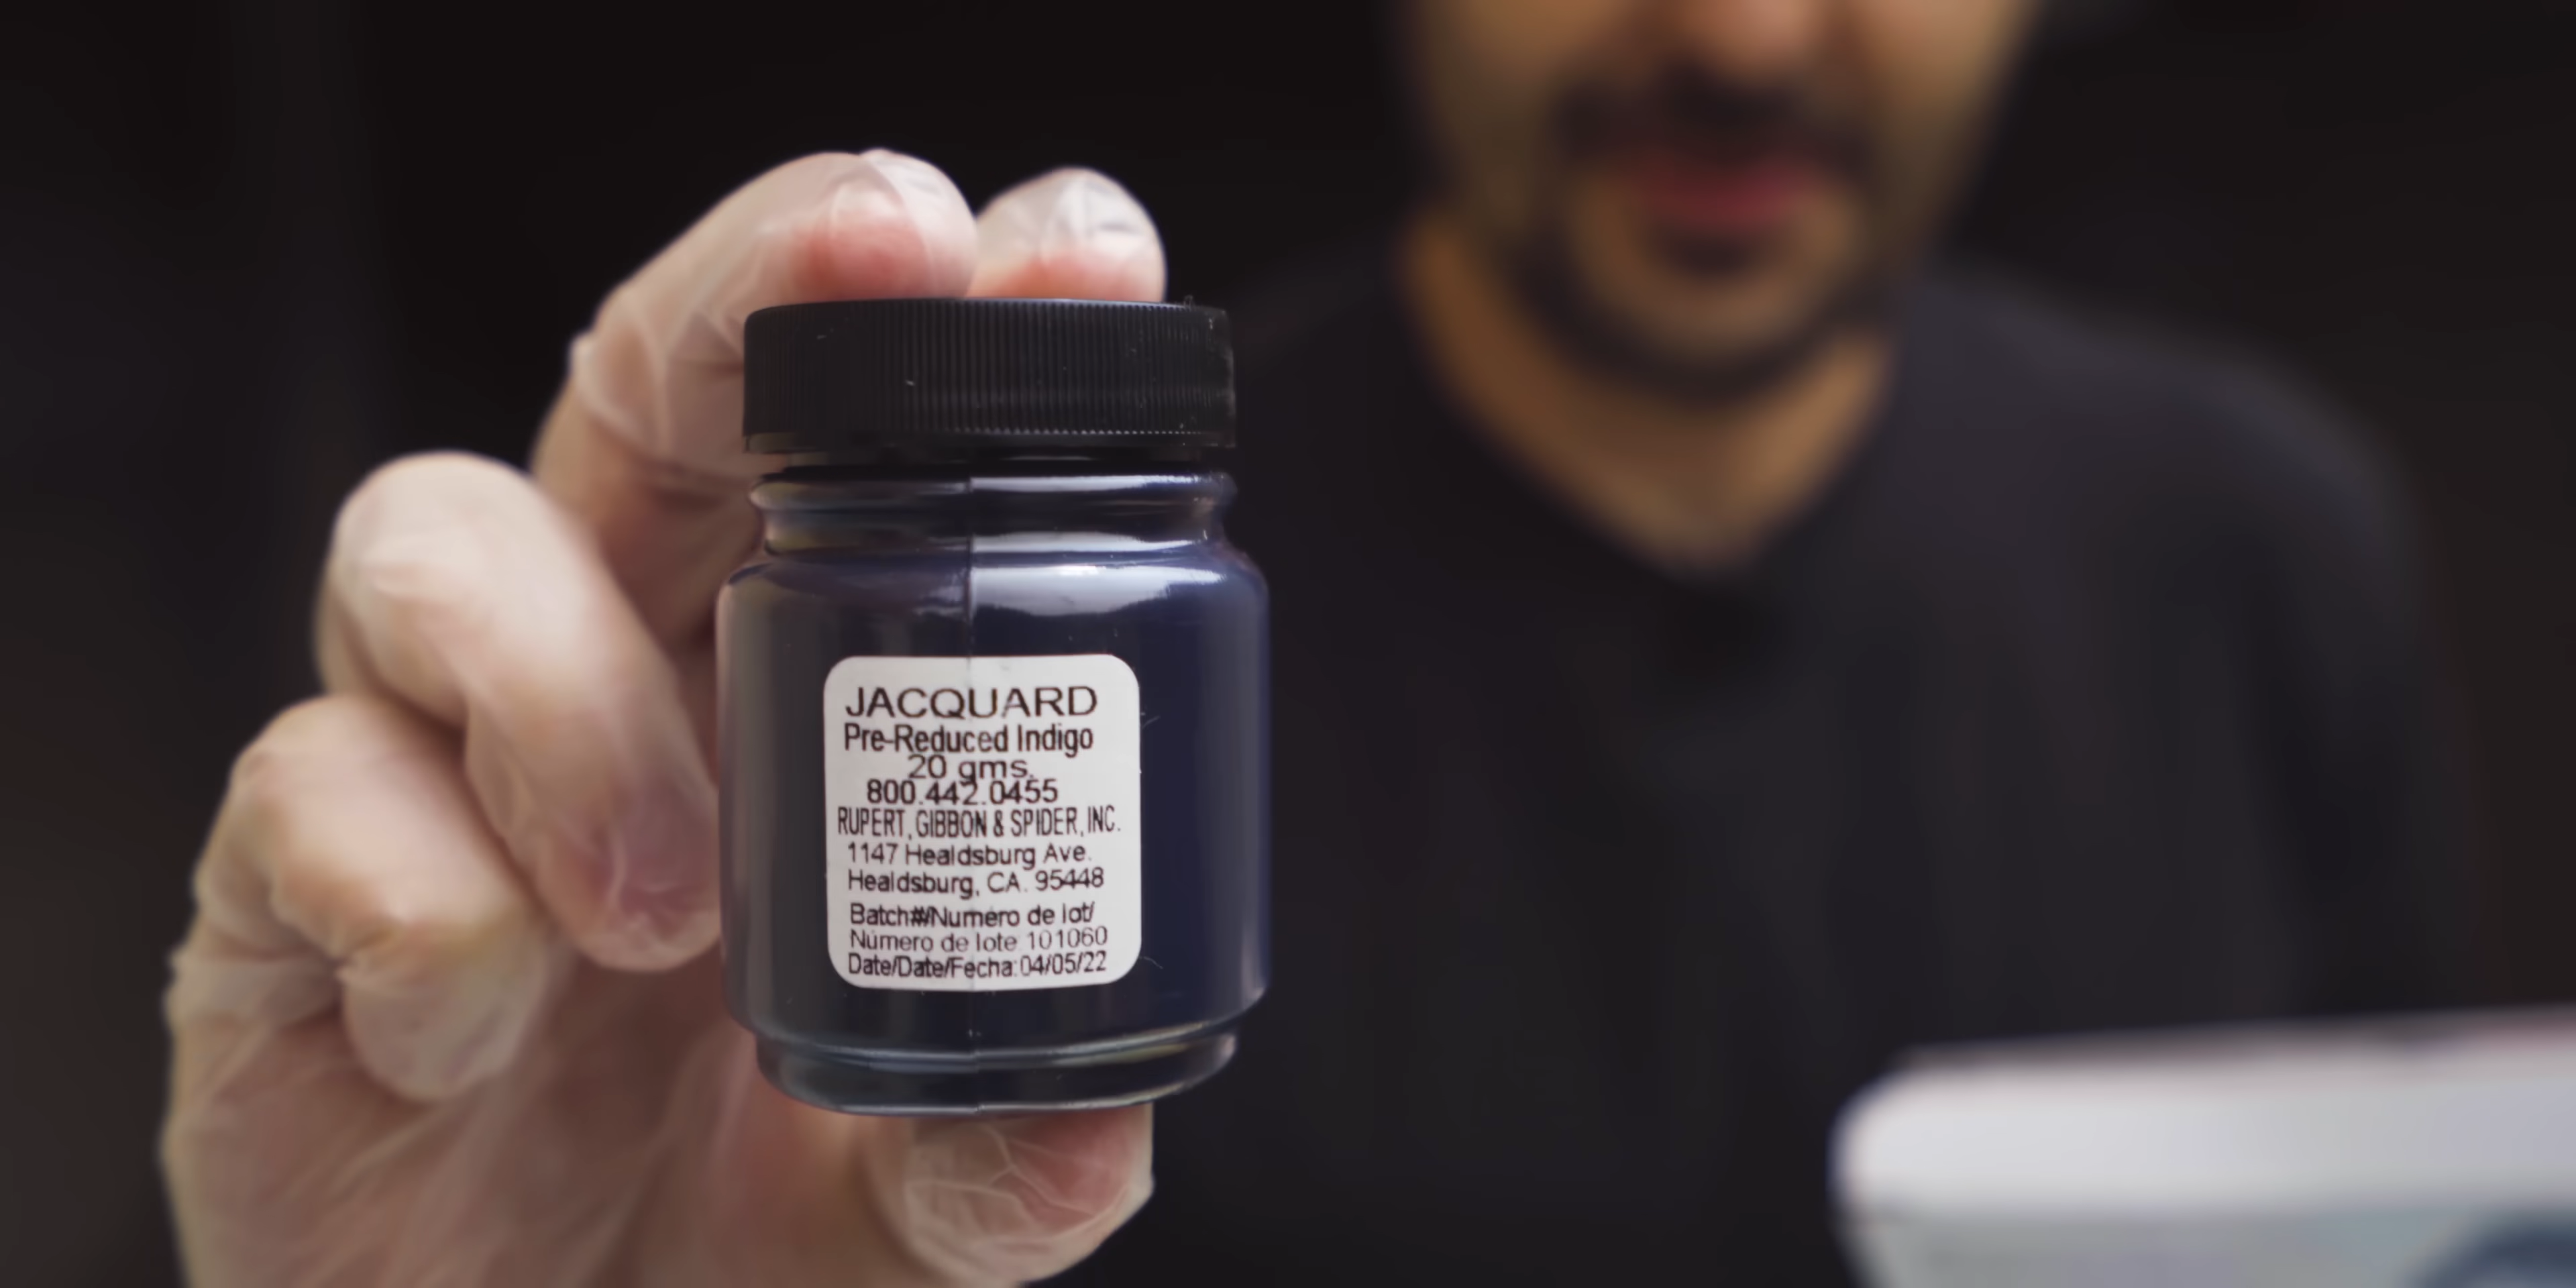 JACQUARD
Pre-Reduced Indigo
20 gms.
800.442.0455
RUPERT, GIBBON & SPIDER, INC.
1147 Healdsburg Ave.
Healdsburg, CA. 95448
Batch#/Numéro de lot/
Número de lote 101060
Date/Date/Fecha:04/05/22